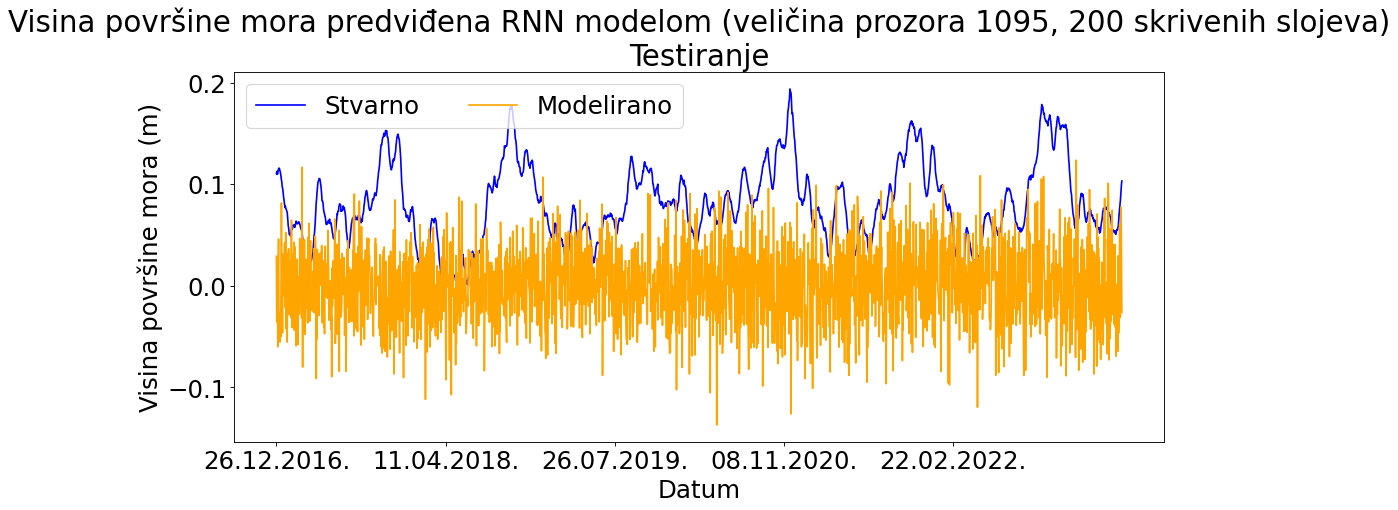 Visina površine mora predviđena RNN modelom (veličina prozora 1095, 200 skrivenih slojeva)
Testiranje
Stvarno Modelirano
Visina površine mora (m)
0.2
0.1
0.0
−0.1
26.12.2016. 11.04.2018. 26.07.2019. 08.11.2020. 22.02.2022.
Datum